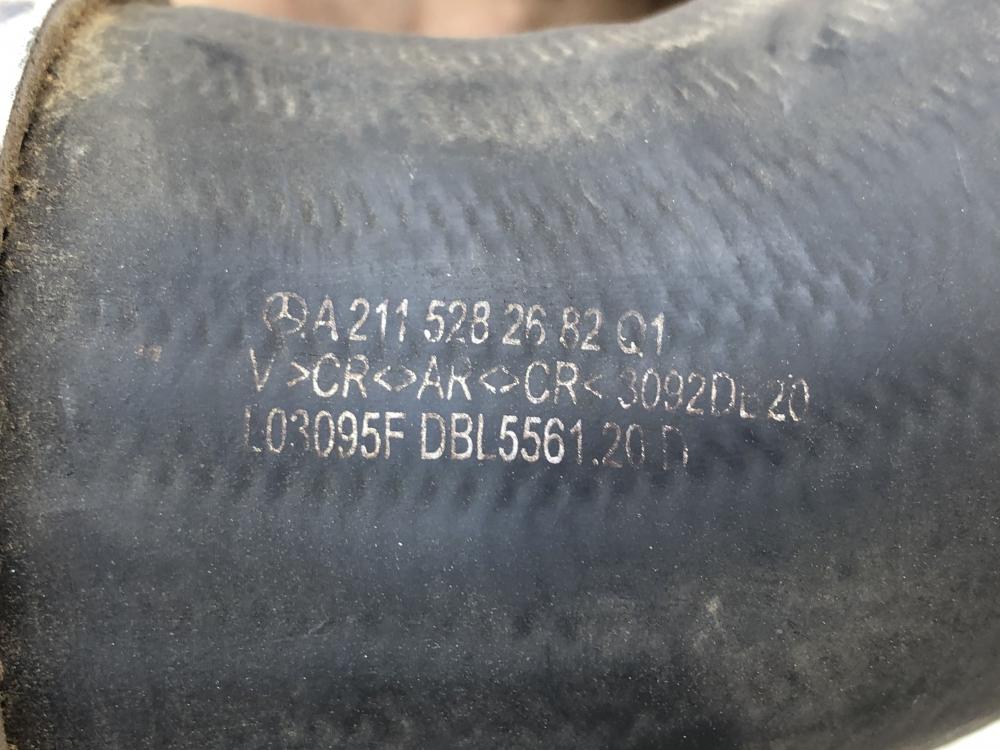 A 211 528 26 82 Q1
V >CR<>AR<>CR< 3092DE20
L03095F DBL5561.20